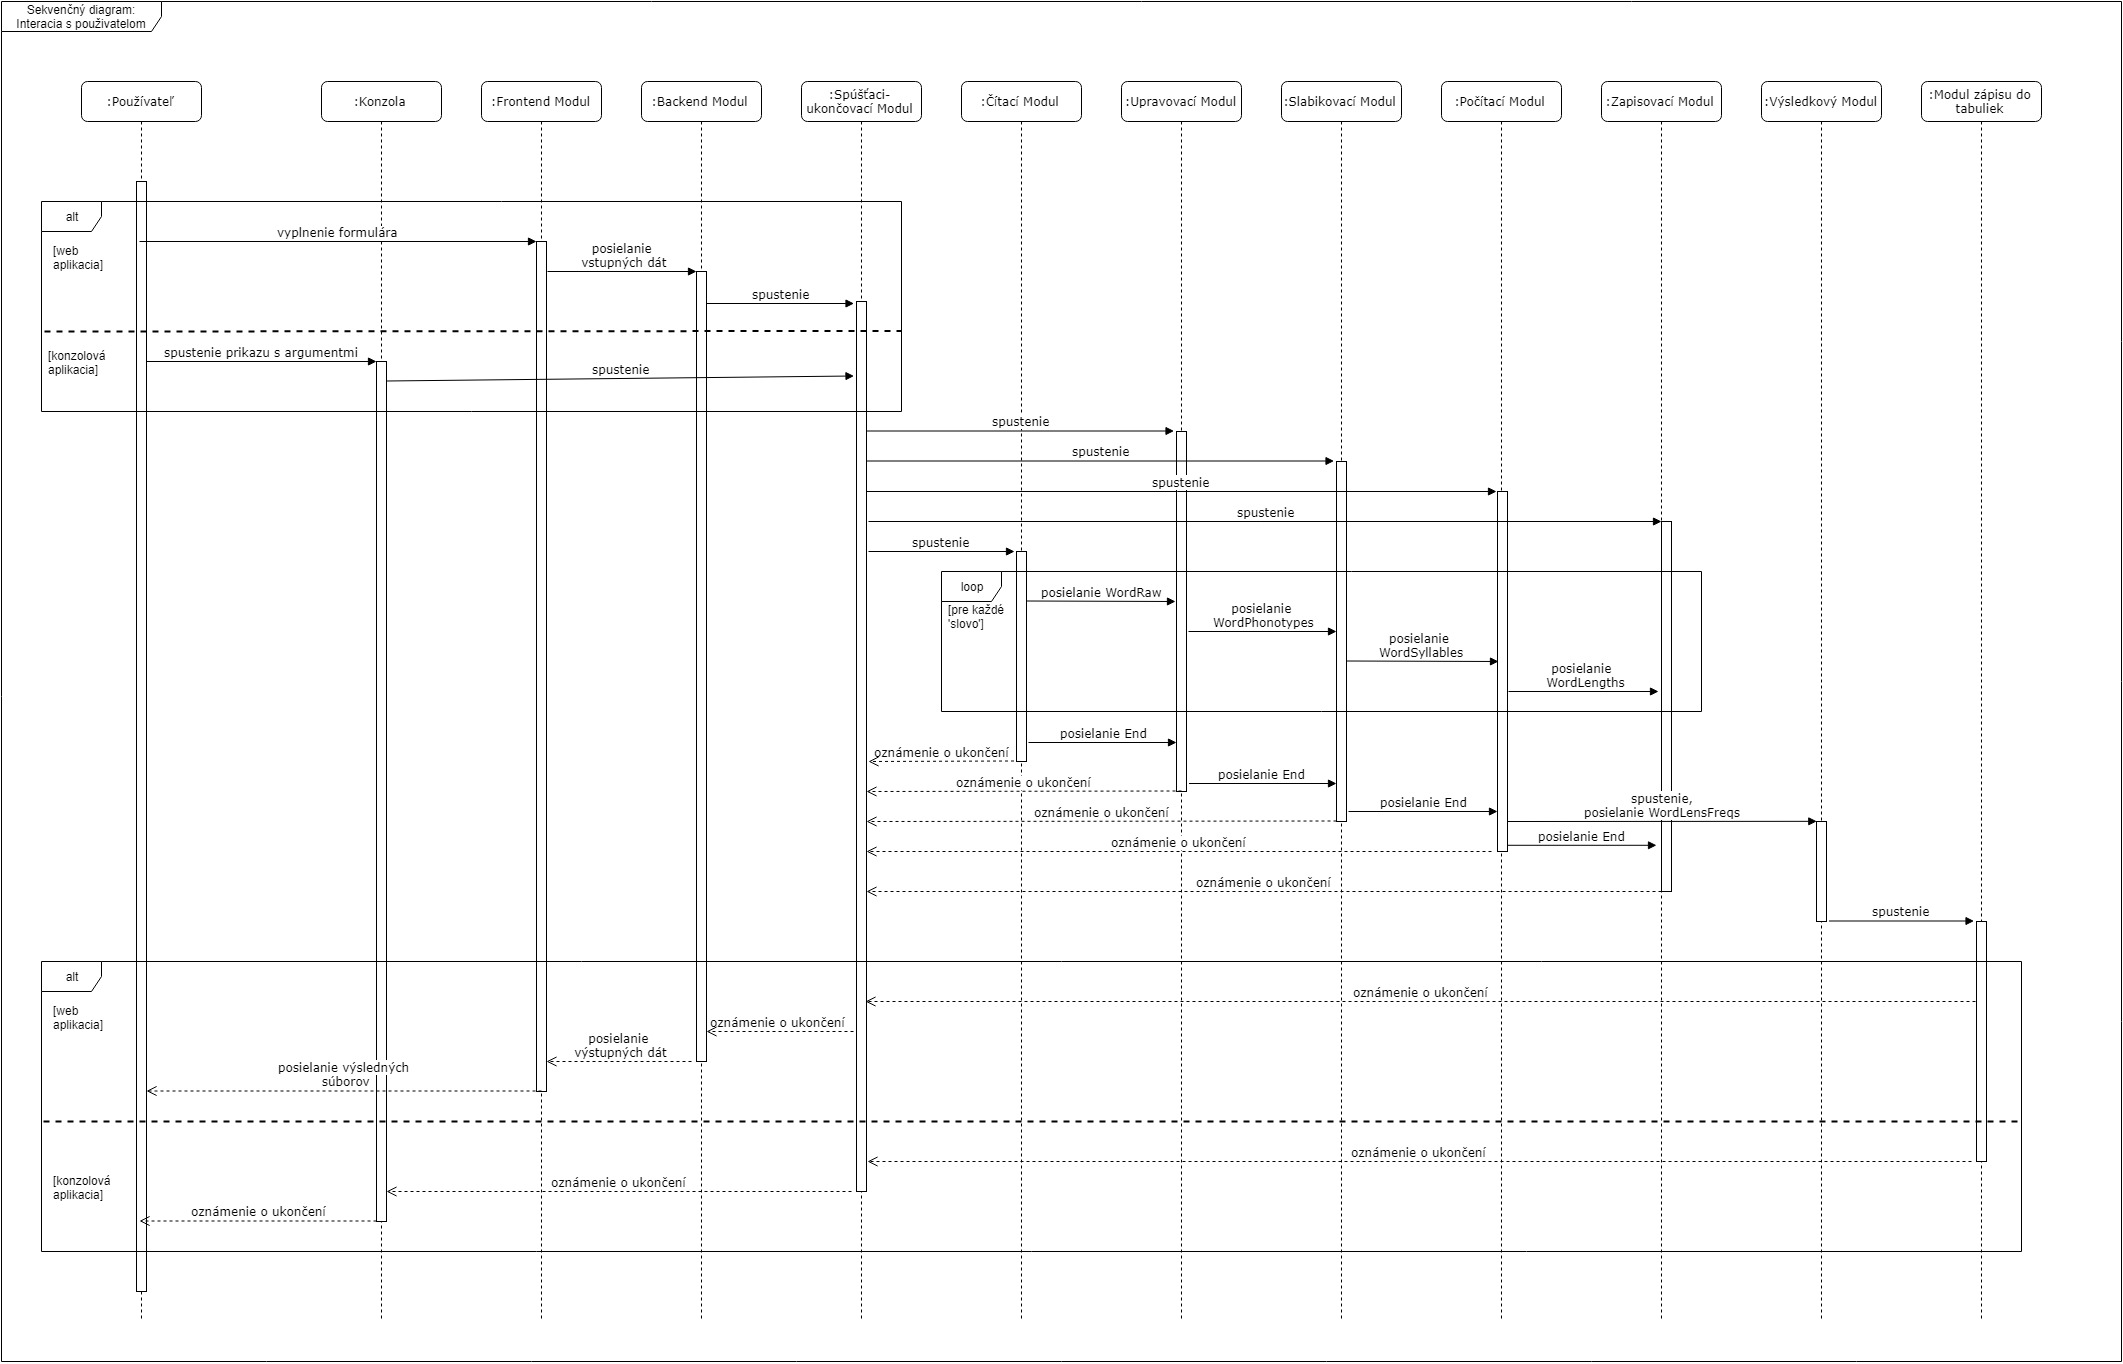 Sekvenčný diagram:
Interacia s použivatelom
:Používateľ
:Konzola
:Frontend Modul
:Backend Modul
:Spúšťaci-
ukončovací Modul
:Čítací Modul
:Upravovací Modul
:Slabikovací Modul
:Počítací Modul
:Zapisovací Modul
:Výsledkový Modul
:Modul zápisu do
tabuliek
alt
[web
aplikacia]
vyplnenie formulára
posielanie
vstupných dát
spustenie
[konzolová
aplikacia]
spustenie prikazu s argumentmi
spustenie
spustenie
spustenie
spustenie
spustenie
spustenie
loop
[pre každé
'slovo']
posielanie WordRaw
posielanie
WordPhonotypes
posielanie
WordSyllables
posielanie
WordLengths
posielanie End
oznámenie o ukončení
posielanie End
oznámenie o ukončení
posielanie End
oznámenie o ukončení
spustenie,
posielanie WordLensFreqs
posielanie End
oznámenie o ukončení
oznámenie o ukončení
spustenie
alt
[web
aplikacia]
oznámenie o ukončení
oznámenie o ukončení
posielanie
výstupných dát
posielanie výsledných
súborov
oznámenie o ukončení
[konzolová
aplikacia]
oznámenie o ukončení
oznámenie o ukončení